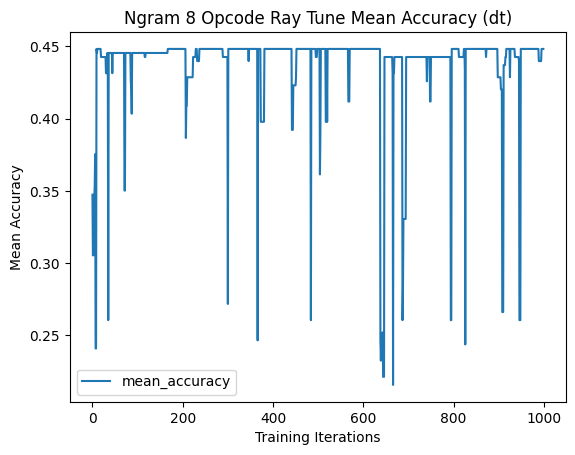 Ngram 8 Opcode Ray Tune Mean Accuracy (dt)
0.45
0.40
0.35
0.30
0.25
Mean Accuracy
mean_accuracy
0 200 400 600 800 1000
Training Iterations